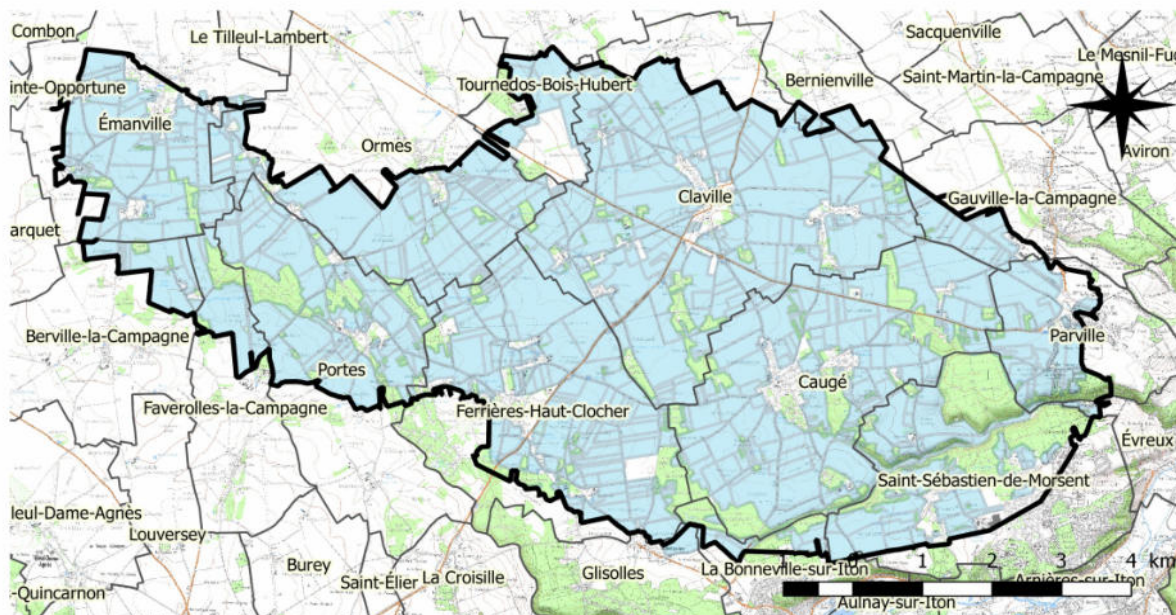 Combon
Le Tilleul-Lambert
Sacquenville
Le Mesnil-Fug
inte-Opportune
Tournedos-Bois-Hubert
Bernienville
Saint-Martin-la-Campagne
Émanville
Ormes
Aviron
Claville
Gauville-la-Campagne
arquet
Berville-la-Campagne
Parville
Portes
Caugé
Faverolles-la-Campagne
Ferrières-Haut-Clocher
Évreux
Saint-Sébastien-de-Morsent
lleul-Dame-Agnès
Louversey
Burey
Saint-Élier
La Croisille
Glisolles
La Bonneville-sur-Iton
1 2 3 4 km
-Quincarnon
Arnières-sur-Iton
Aulnay-sur-Iton